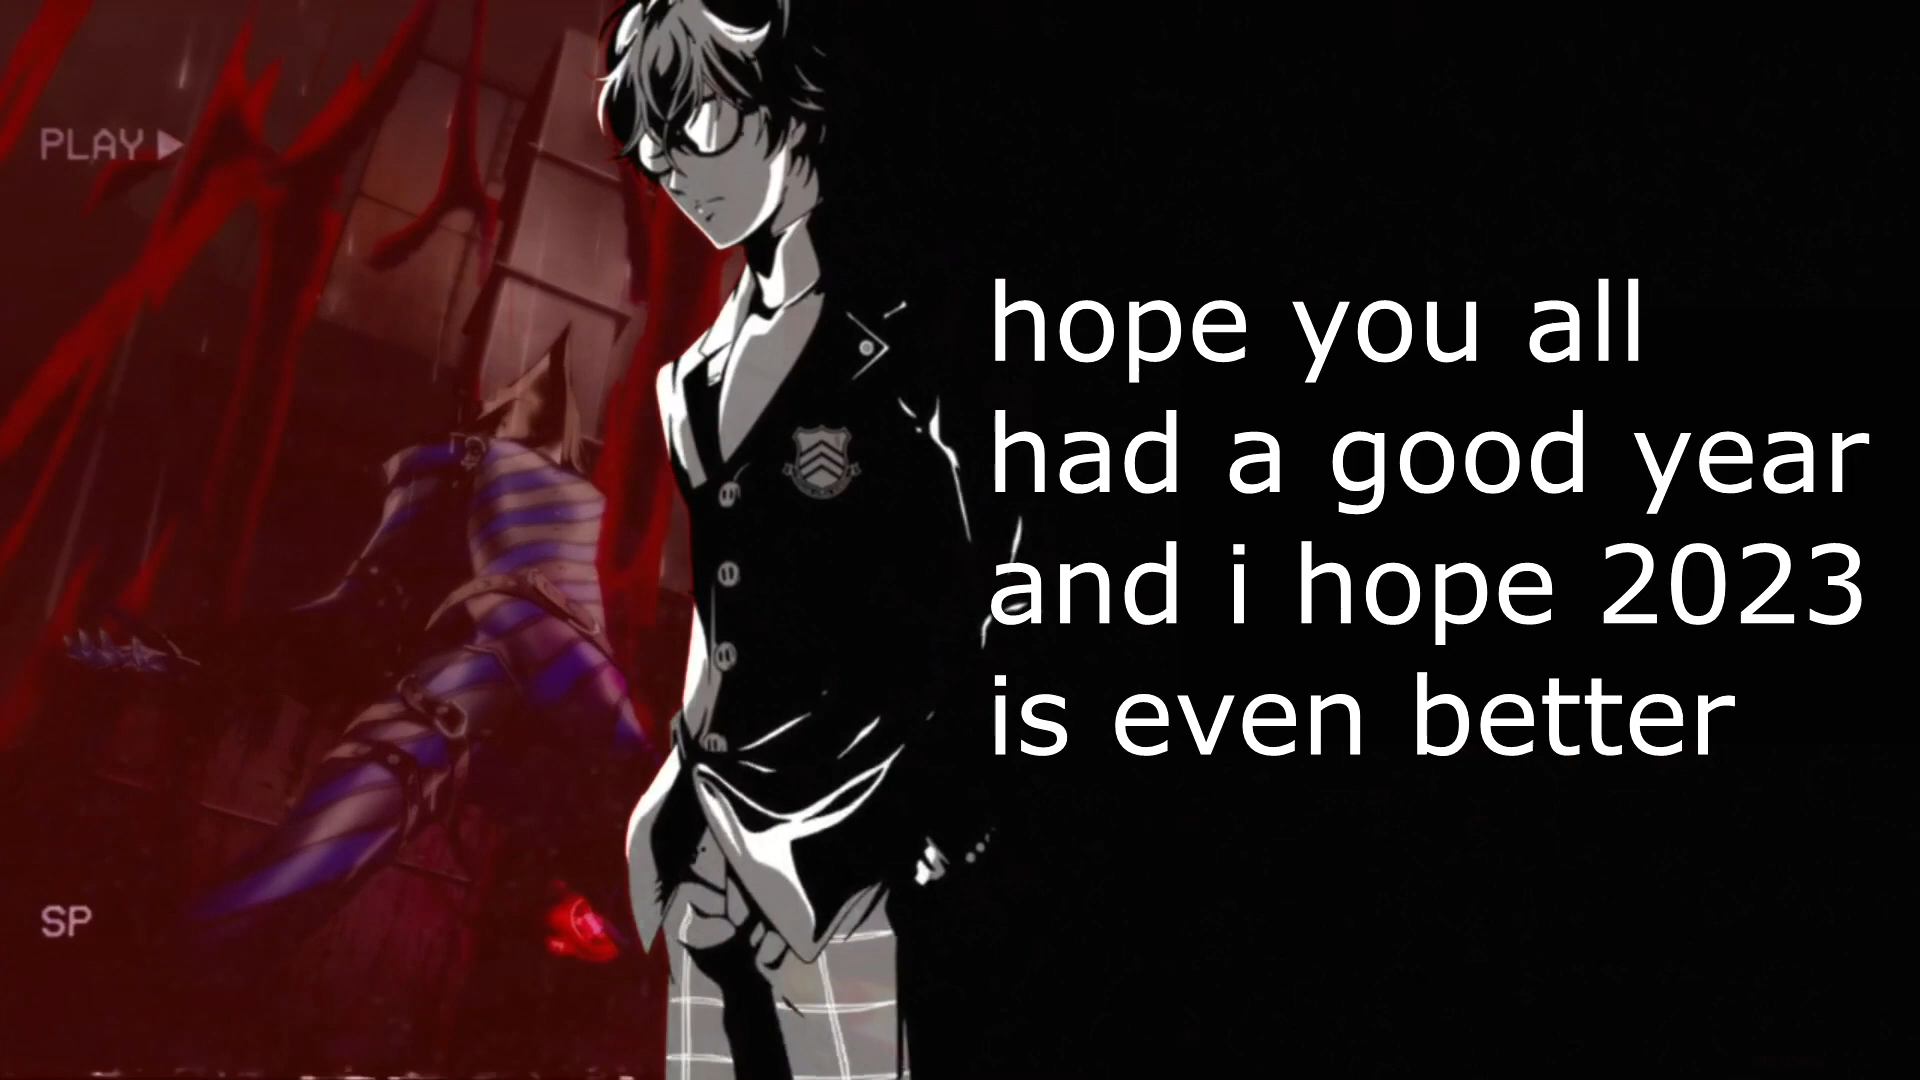 PLAY
hope you all
had a good year
and i hope 2023
is even better
SP